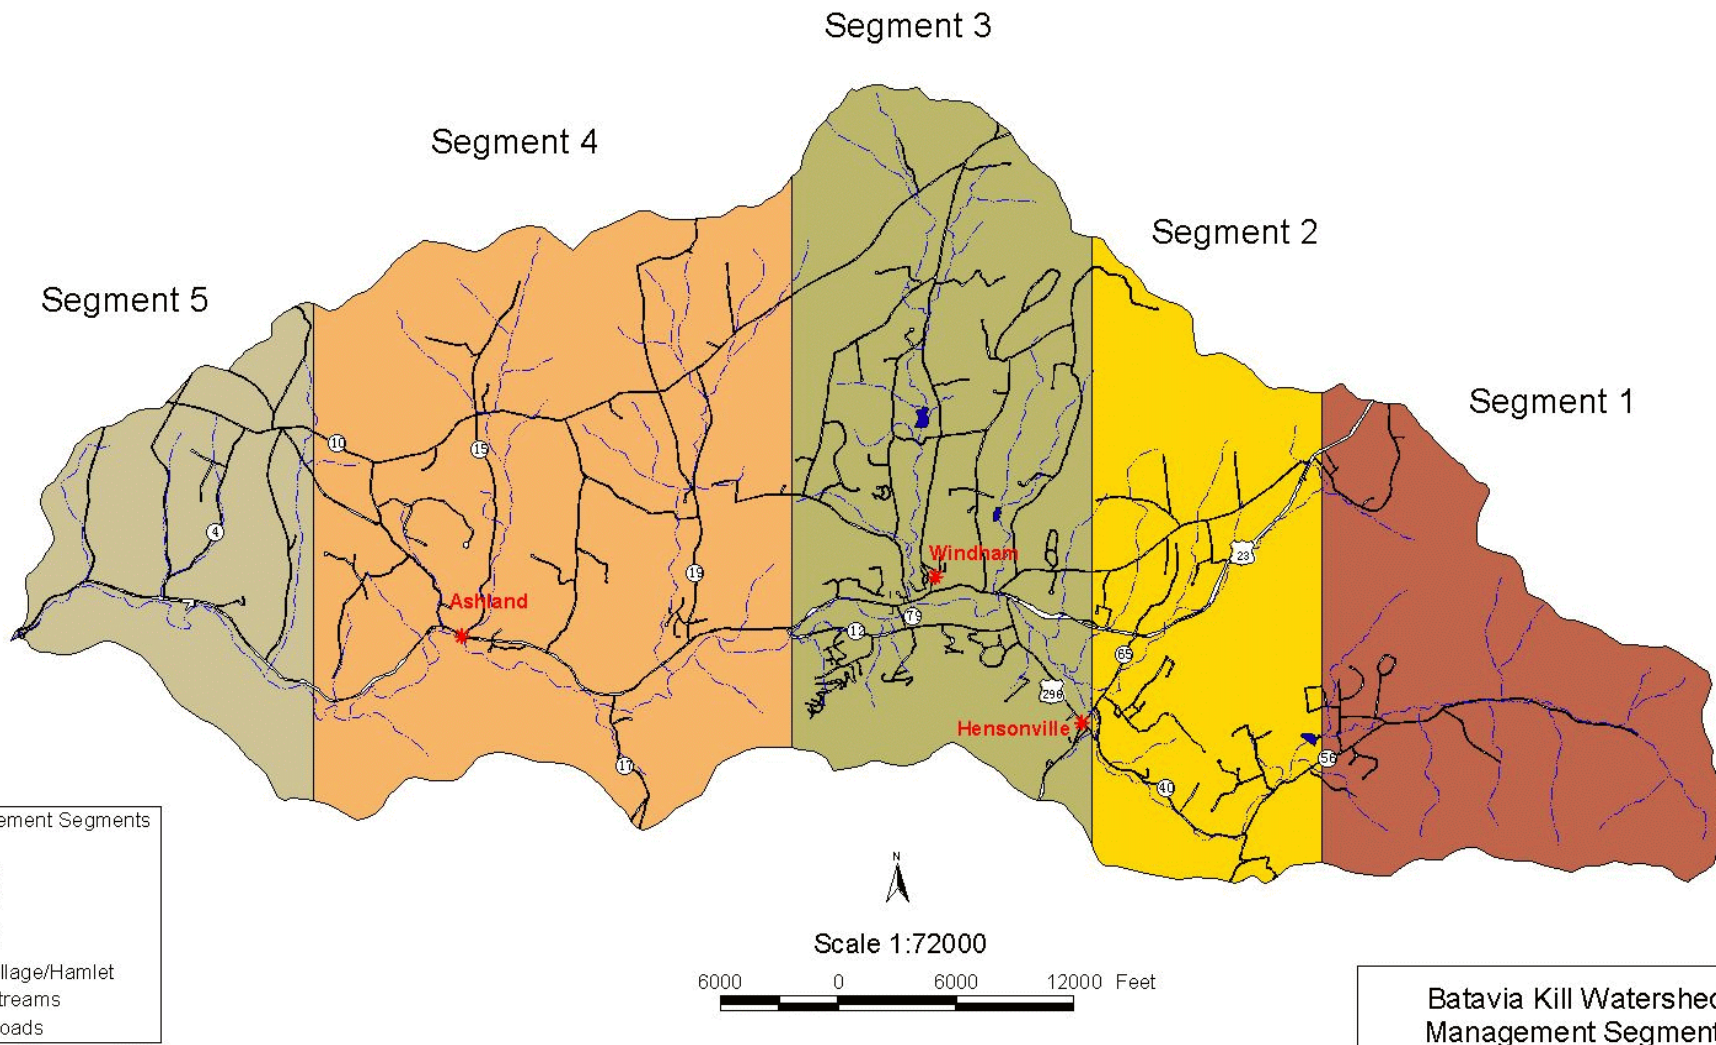 Segment 3
Segment 4
Segment 2
Segment 5
Segment 1
10
15
4
23
Windham
19
Ashland
79
12
65
296
Hensonville
56
17
40
ement Segments
N
Scale 1:72000
6000 0 6000 12000 Feet
llage/Hamlet
treams
oads
Batavia Kill Watershed
Management Segment